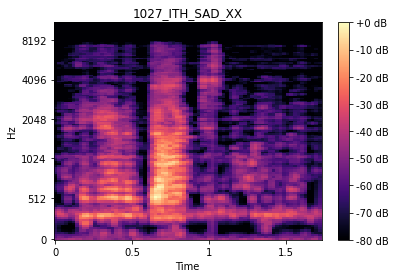 1027_ITH_SAD_XX
+0 dB
8192
-10 dB
4096
-20 dB
-30 dB
2048
Hz
-40 dB
1024
-50 dB
512
-60 dB
-70 dB
0
-80 dB
0
0.5
1
1.5
Time